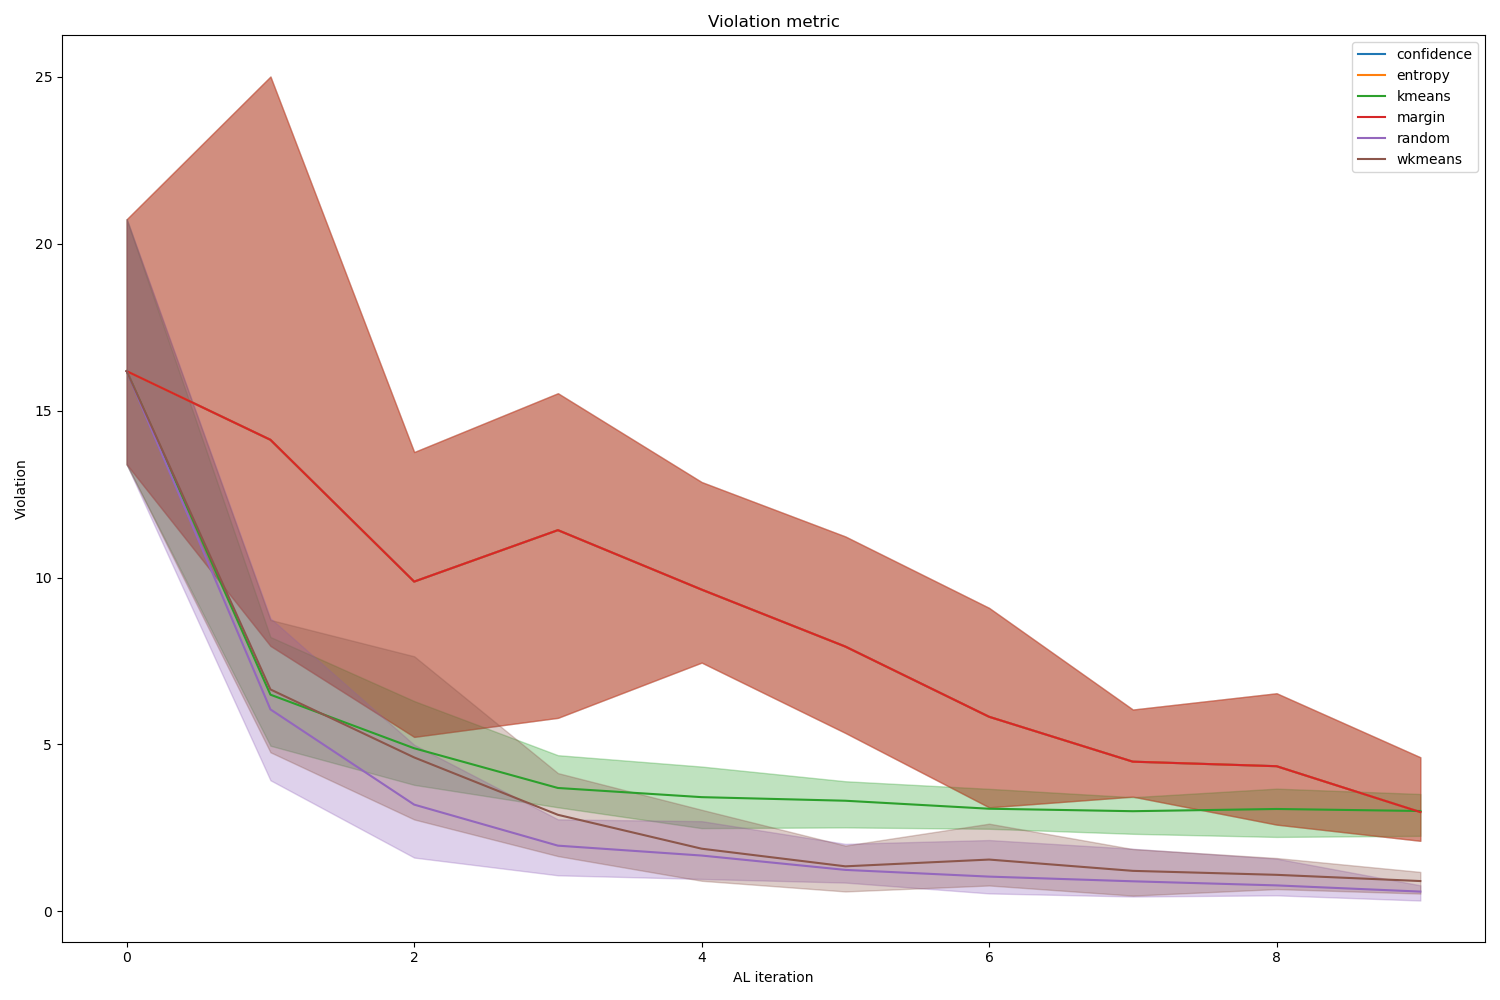 Violation metric
confidence
entropy
kmeans
margin
random
wkmeans
25
20
15
10
5
0
Violation
0 2 4 6 8
AL iteration